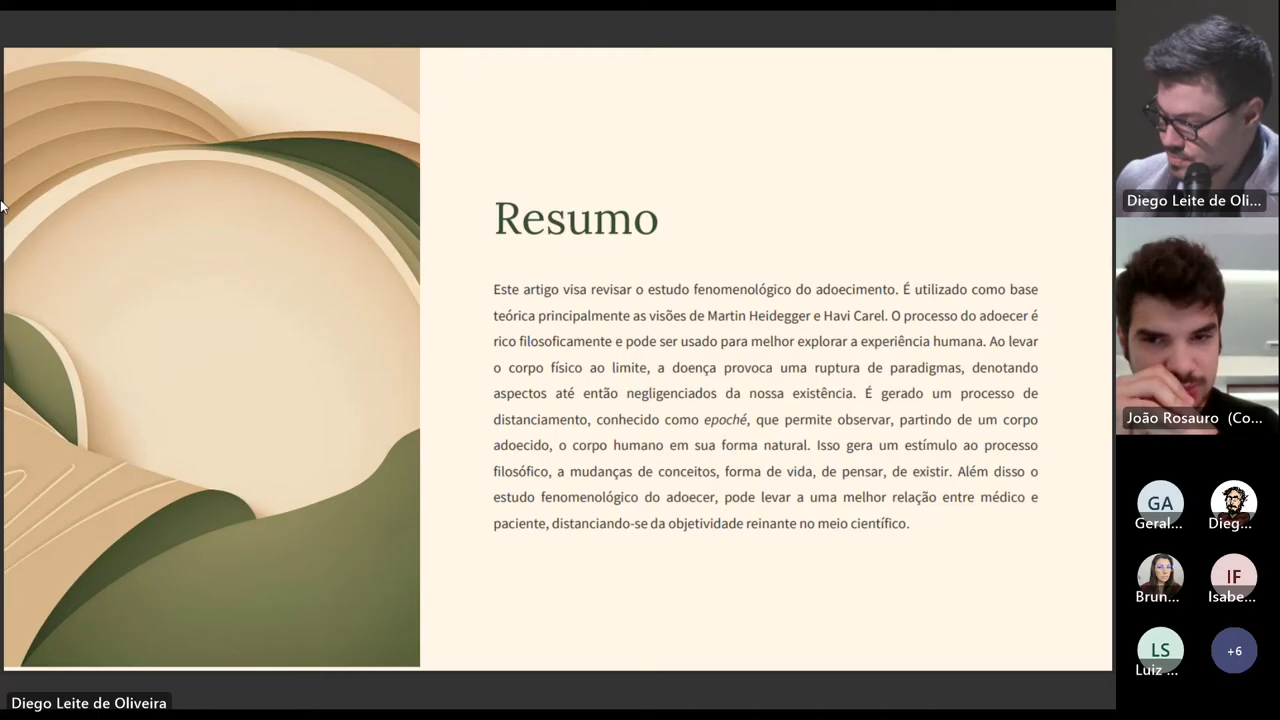 Resumo
Este artigo visa revisar o estudo fenomenológico do adoecimento. É utilizado como base
teórica principalmente as visões de Martin Heidegger e Havi Carel. O processo do adoecer é
rico filosoficamente e pode ser usado para melhor explorar a experiência humana. Ao levar
o corpo físico ao limite, a doença provoca uma ruptura de paradigmas, denotando
aspectos até então negligenciados da nossa existência. É gerado um processo de
distanciamento, conhecido como epoché, que permite observar, partindo de um corpo
adoecido, o corpo humano em sua forma natural. Isso gera um estímulo ao processo
filosófico, a mudanças de conceitos, forma de vida, de pensar, de existir. Além disso o
estudo fenomenológico do adoecer, pode levar a uma melhor relação entre médico e
paciente, distanciando-se da objetividade reinante no meio científico.
Diego Leite de Oliveira
Diego Leite de Oli...
João Rosauro (Co...
GA
Geral...
Dieg...
Brun...
IF
Isabe...
LS
Luiz ...
+6